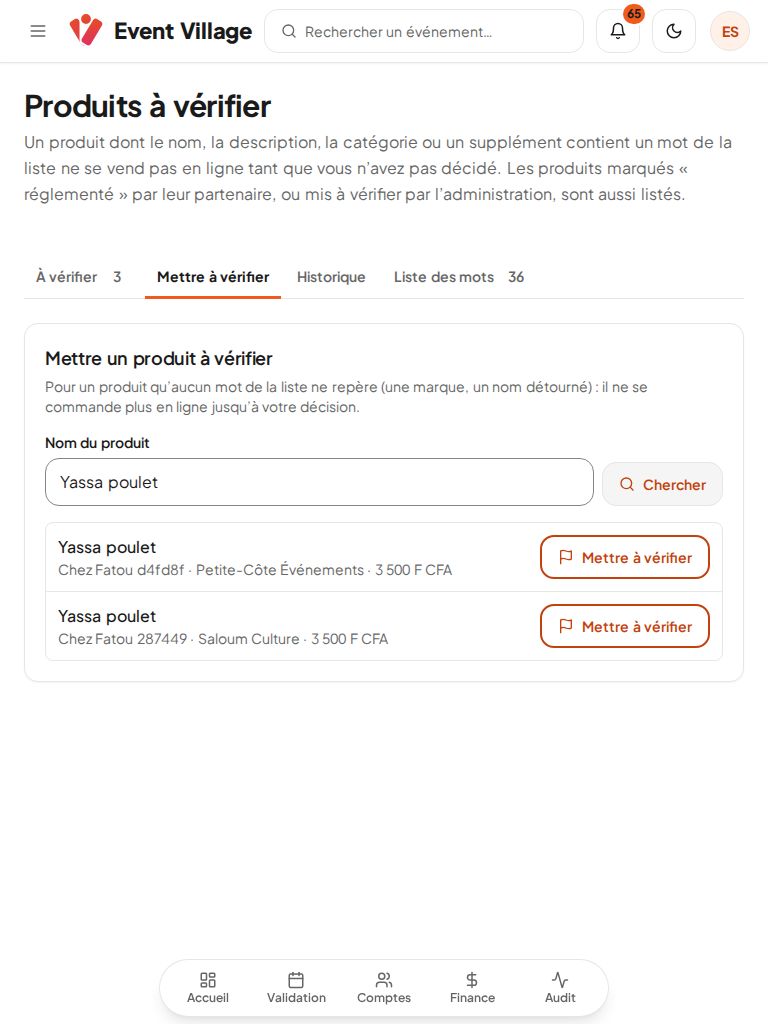 Event Village
Rechercher un événement…
65
ES
Produits à vérifier
Un produit dont le nom, la description, la catégorie ou un supplément contient un mot de la
liste ne se vend pas en ligne tant que vous n’avez pas décidé. Les produits marqués «
réglementé » par leur partenaire, ou mis à vérifier par l’administration, sont aussi listés.
À vérifier 3 Mettre à vérifier Historique Liste des mots 36
Mettre un produit à vérifier
Pour un produit qu’aucun mot de la liste ne repère (une marque, un nom détourné) : il ne se
commande plus en ligne jusqu’à votre décision.
Nom du produit
Yassa poulet
Chercher
Yassa poulet
Chez Fatou d4fd8f · Petite-Côte Événements · 3 500 F CFA
Mettre à vérifier
Yassa poulet
Chez Fatou 287449 · Saloum Culture · 3 500 F CFA
Mettre à vérifier
Accueil Validation Comptes Finance Audit